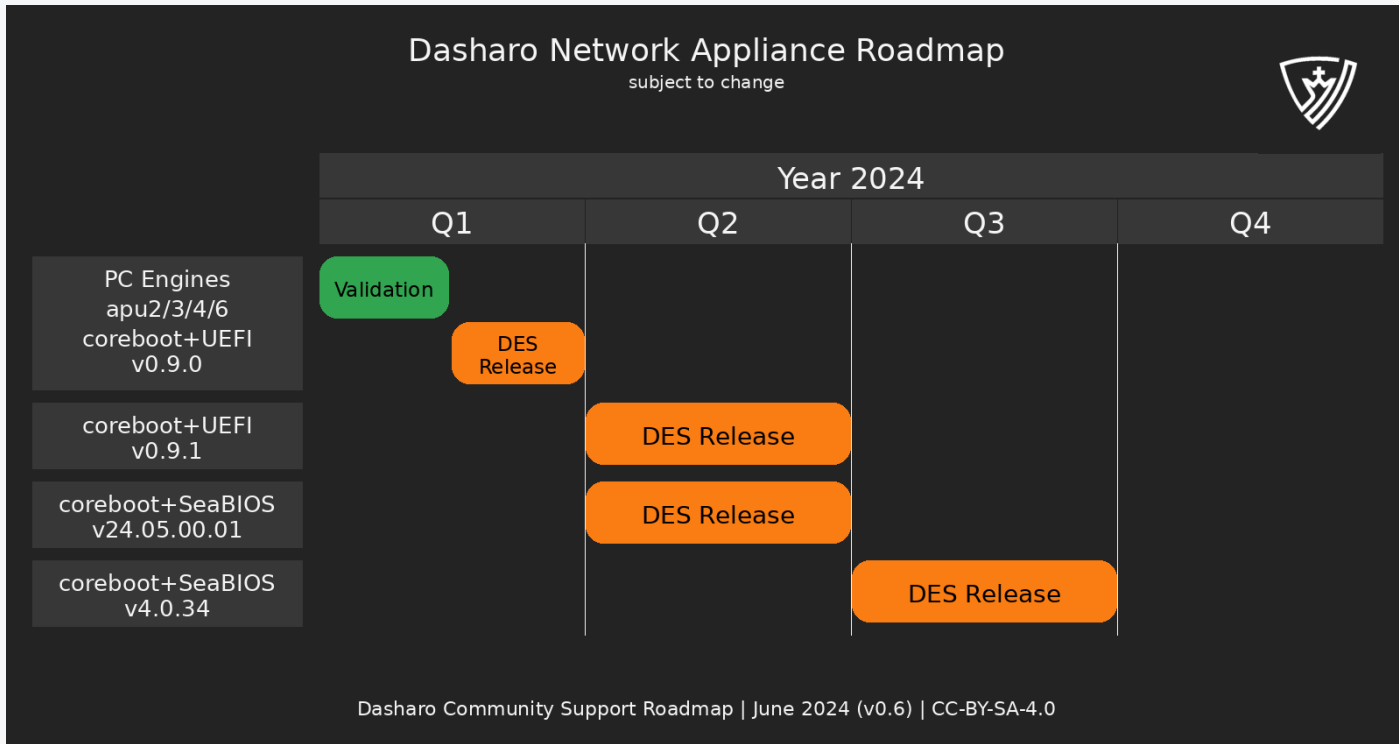 Dasharo Network Appliance Roadmap
subject to change
Year 2024
Q1
Q2
Q3
Q4
PC Engines
apu2/3/4/6
coreboot+UEFI
v0.9.0
Validation
DES
Release
coreboot+UEFI
v0.9.1
DES Release
coreboot+SeaBIOS
v24.05.00.01
DES Release
coreboot+SeaBIOS
v4.0.34
DES Release
Dasharo Community Support Roadmap | June 2024 (v0.6) | CC-BY-SA-4.0